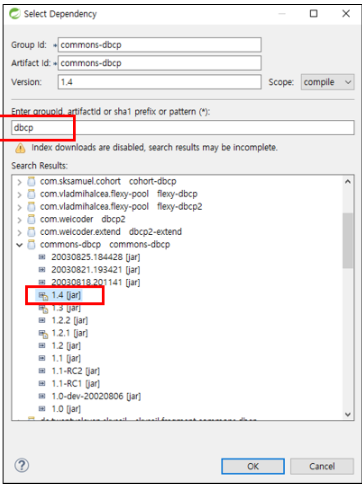 Select Dependency
Group Id: * commons-dbcp
Artifact Id: * commons-dbcp
Version: 1.4 Scope: compile
Enter groupId, artifactId or sha1 prefix or pattern (*):
dbcp
Index downloads are disabled, search results may be incomplete.
Search Results:
com.sksamuel.cohort cohort-dbcp
com.vladmihalcea.flexy-pool flexy-dbcp
com.vladmihalcea.flexy-pool flexy-dbcp2
com.weicoder dbcp2
com.weicoder.extend dbcp2-extend
commons-dbcp commons-dbcp
20030825.184428 [jar]
20030821.193421 [jar]
20030818.201141 [jar]
1.4 [jar]
1.3 [jar]
1.2.2 [jar]
1.2.1 [jar]
1.2 [jar]
1.1 [jar]
1.1-RC2 [jar]
1.1-RC1 [jar]
1.0-dev-20020806 [jar]
1.0 [jar]
OK Cancel